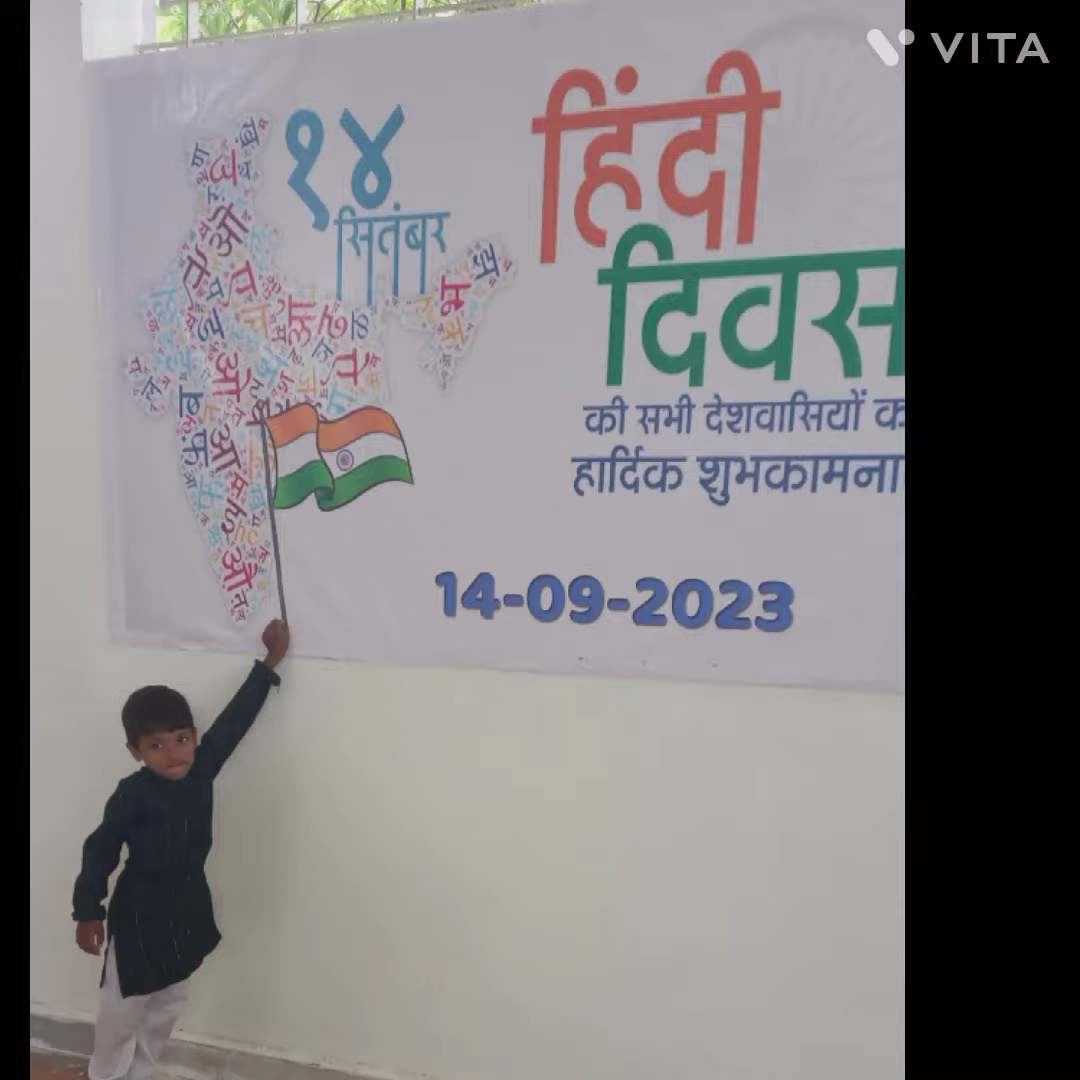 VITA
१४
सितंबर
हिंदी
दिवस
की सभी देशवासियों
हार्दिक शुभकामना
14-09-2023